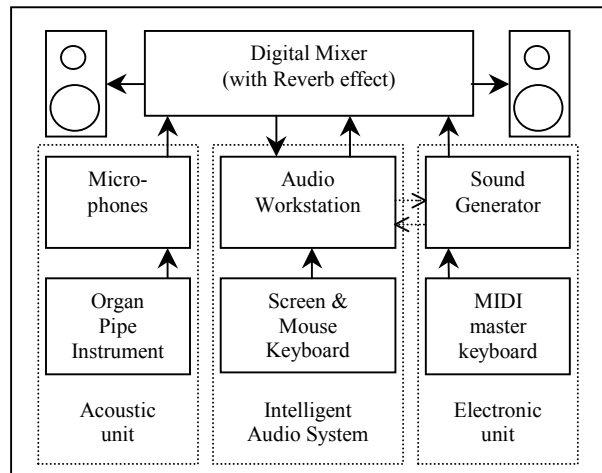 Digital Mixer
(with Reverb effect)
Micro-
phones
Audio
Workstation
Sound
Generator
Organ
Pipe
Instrument
Screen &
Mouse
Keyboard
MIDI
master
keyboard
Acoustic
unit
Intelligent
Audio System
Electronic
unit